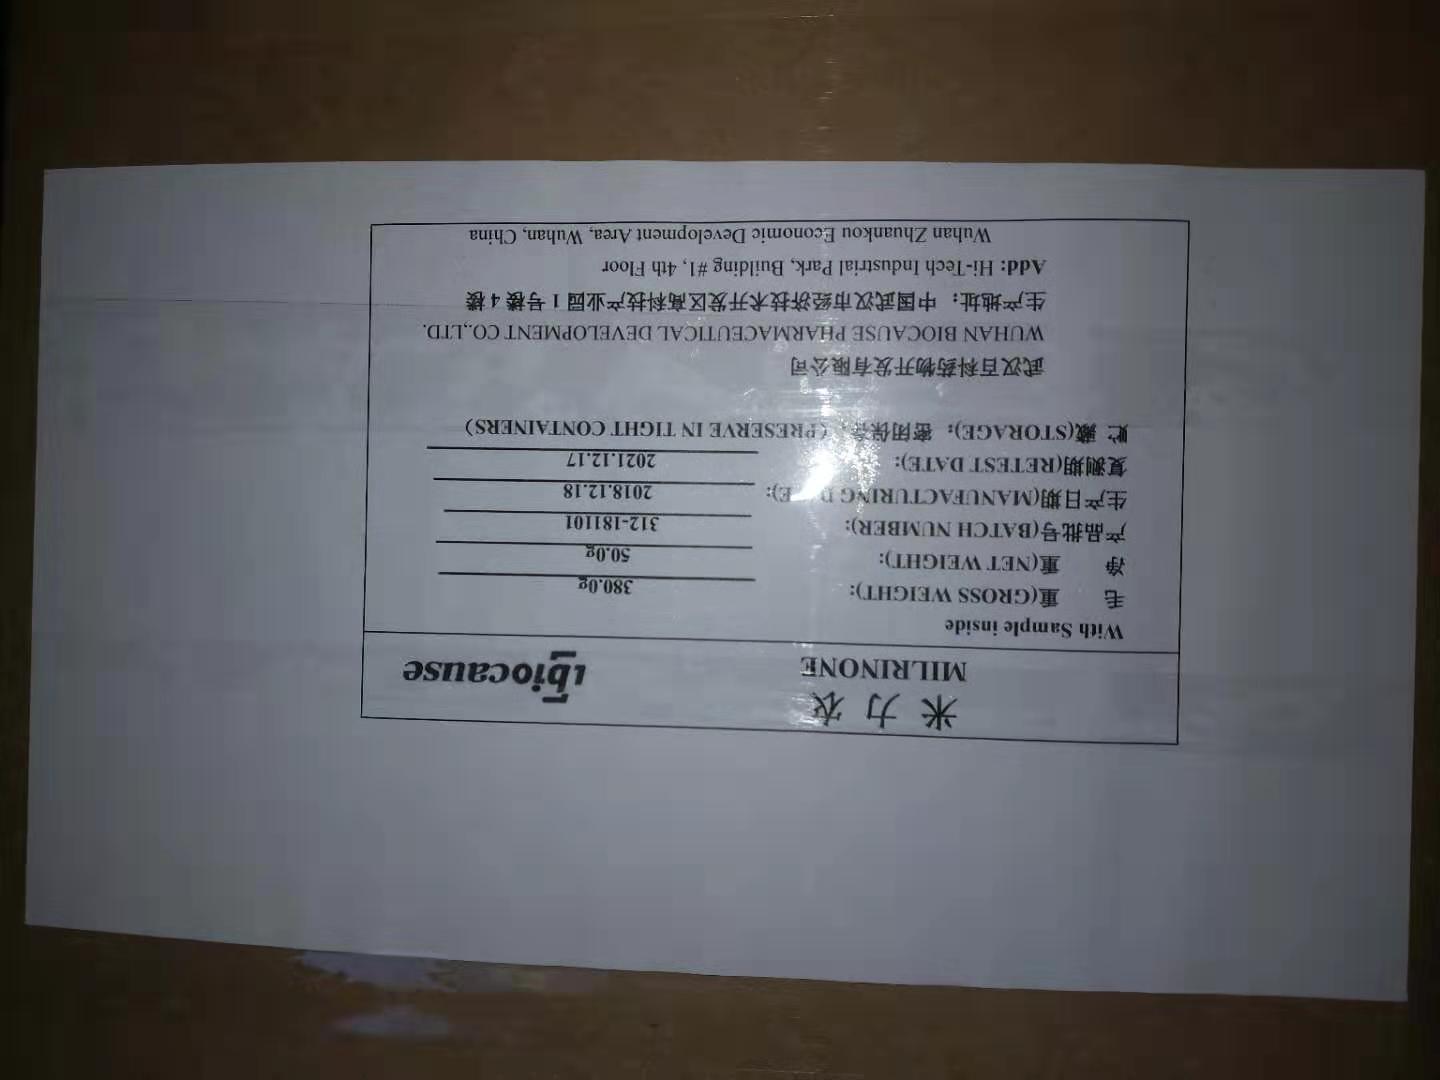 米力农
MILRINONE
biocause
With Sample inside
毛 重(GROSS WEIGHT): 380.0g
净 重(NET WEIGHT): 50.0g
产品批号(BATCH NUMBER): 312-181101
生产日期(MANUFACTURING DATE): 2018.12.18
复测期(RETEST DATE): 2021.12.17
贮 藏(STORAGE): 密闭保存,(PRESERVE IN TIGHT CONTAINERS)
武汉百科药物开发有限公司
WUHAN BIOCAUSE PHARMACEUTICAL DEVELOPMENT CO.,LTD.
生产地址: 中国武汉市经济技术开发区高科技产业园 1 号楼 4 楼
Add: Hi-Tech Industrial Park, Building #1, 4th Floor
Wuhan Zhuankou Economic Development Area, Wuhan, China